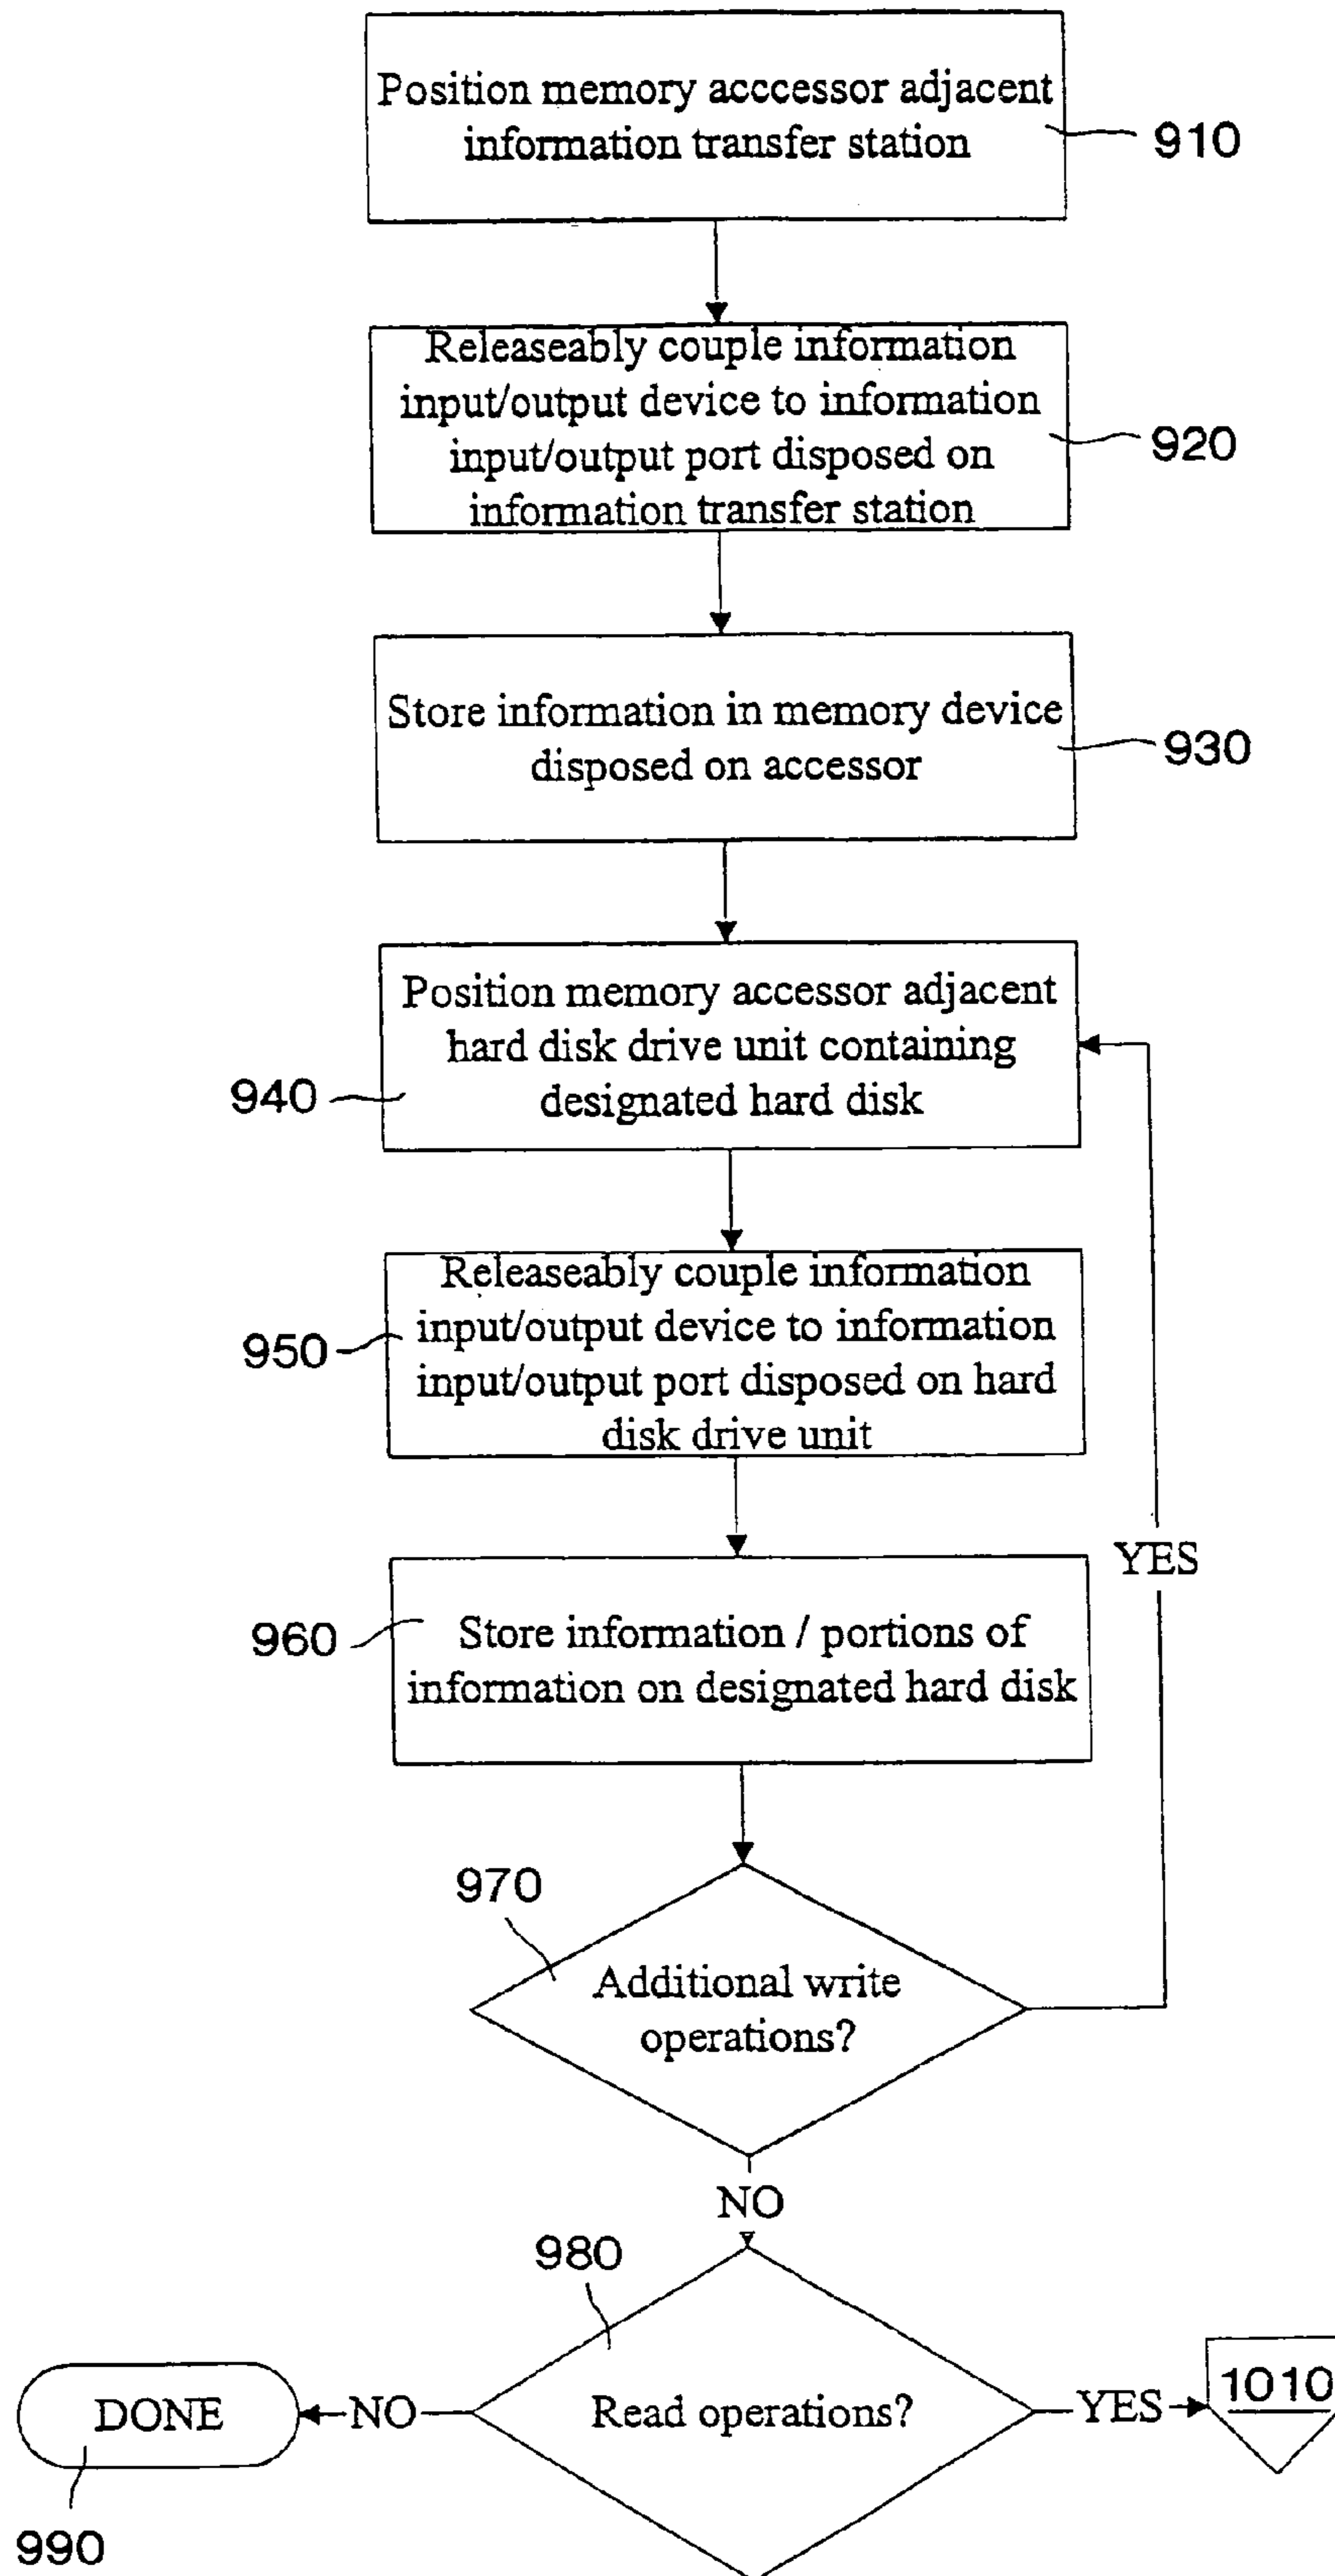 Position memory acccessor adjacent
information transfer station
910
Releaseably couple information
input/output device to information
input/output port disposed on
information transfer station
920
Store information in memory device
disposed on accessor
930
Position memory accessor adjacent
hard disk drive unit containing
designated hard disk
940
Releaseably couple information
input/output device to information
input/output port disposed on hard
disk drive unit
950
YES
Store information / portions of
information on designated hard disk
960
970
Additional write
operations?
NO
980
DONE
NO
Read operations?
YES
1010
990